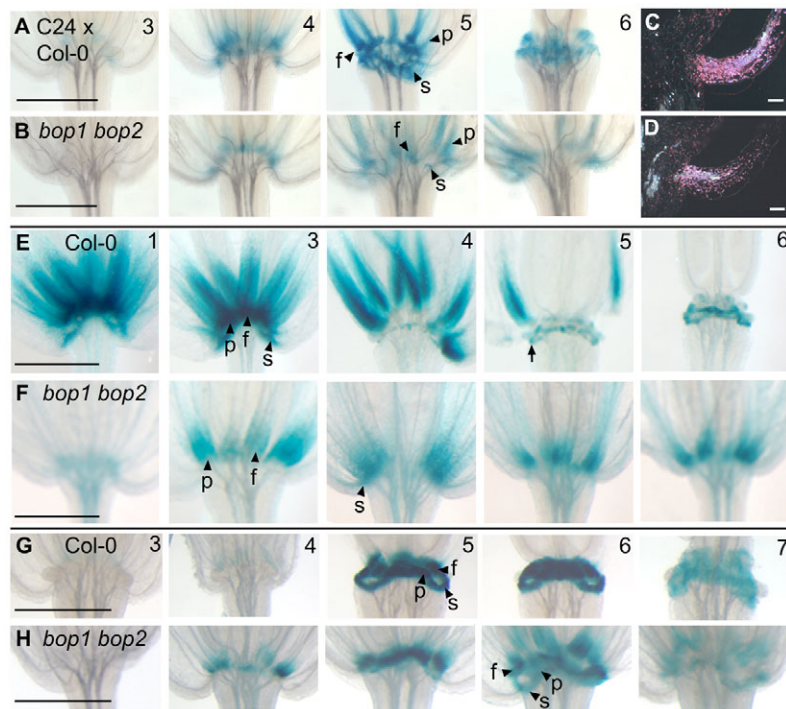 A C24 x Col-0 3 4 5 6 C
f p s
B bop1 bop2 D
f p s
E Col-0 1 3 4 5 6
p f s
F bop1 bop2
p f s
G Col-0 3 4 5 6 7
f p s
H bop1 bop2
f p s